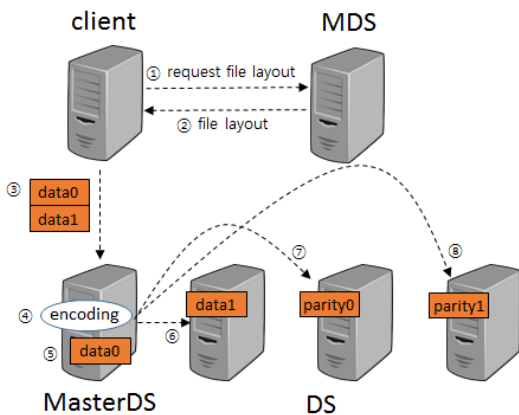 client
MDS
① request file layout
② file layout
③
data0
data1
④ encoding
⑤ data0
⑥
data1
⑦
parity0
⑧
parity1
MasterDS
DS